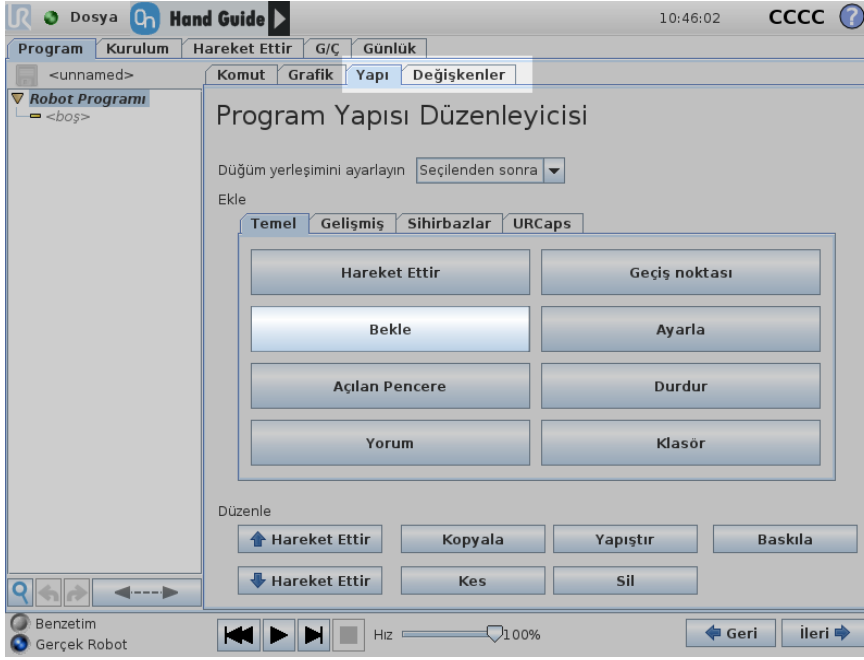 UR Dosya On Hand Guide 10:46:02 CCCC ?
Program Kurulum Hareket Ettir G/Ç Günlük
<unnamed>
Komut Grafik Yapı Değişkenler
Robot Programı
<boş>
Program Yapısı Düzenleyicisi
Düğüm yerleşimini ayarlayın Seçilenden sonra
Ekle
Temel Gelişmiş Sihirbazlar URCaps
Hareket Ettir Geçiş noktası
Bekle Ayarla
Açılan Pencere Durdur
Yorum Klasör
Düzenle
Hareket Ettir Kopyala Yapıştır Baskıla
Hareket Ettir Kes Sil
Benzetim
Gerçek Robot
Hız 100%
Geri İleri